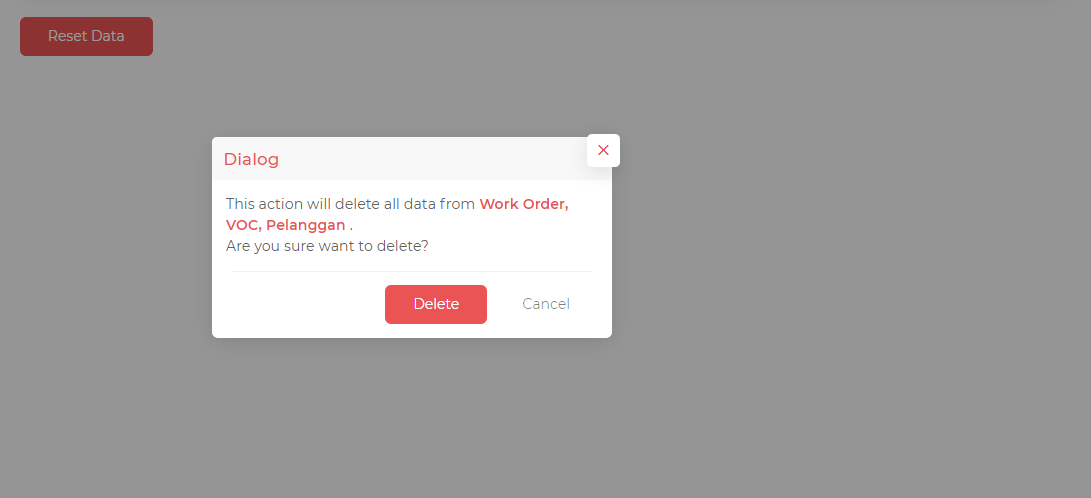 Reset Data
Dialog
This action will delete all data from Work Order,
VOC, Pelanggan .
Are you sure want to delete?
Delete
Cancel